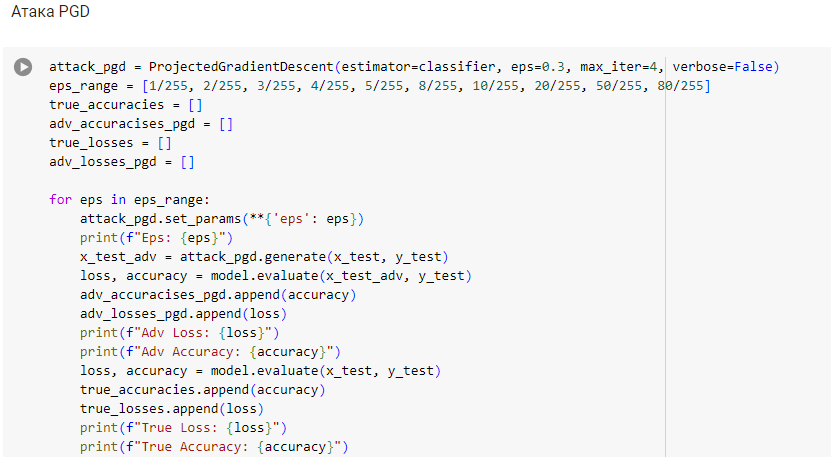 Атака PGD
attack_pgd = ProjectedGradientDescent(estimator=classifier, eps=0.3, max_iter=4, verbose=False)
eps_range = [1/255, 2/255, 3/255, 4/255, 5/255, 8/255, 10/255, 20/255, 50/255, 80/255]
true_accuracies = []
adv_accuracises_pgd = []
true_losses = []
adv_losses_pgd = []
for eps in eps_range:
    attack_pgd.set_params(**{'eps': eps})
    print(f"Eps: {eps}")
    x_test_adv = attack_pgd.generate(x_test, y_test)
    loss, accuracy = model.evaluate(x_test_adv, y_test)
    adv_accuracises_pgd.append(accuracy)
    adv_losses_pgd.append(loss)
    print(f"Adv Loss: {loss}")
    print(f"Adv Accuracy: {accuracy}")
    loss, accuracy = model.evaluate(x_test, y_test)
    true_accuracies.append(accuracy)
    true_losses.append(loss)
    print(f"True Loss: {loss}")
    print(f"True Accuracy: {accuracy}")